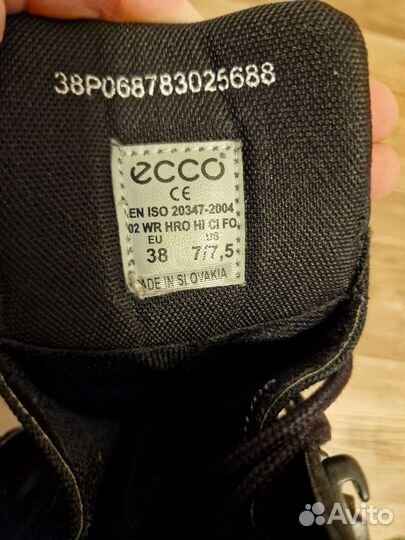 38P068783025688
ecco
CE
EN ISO 20347-2004
02 WR HRO HI CI FO
EU US
38 7/7,5
MADE IN SLOVAKIA
Avito